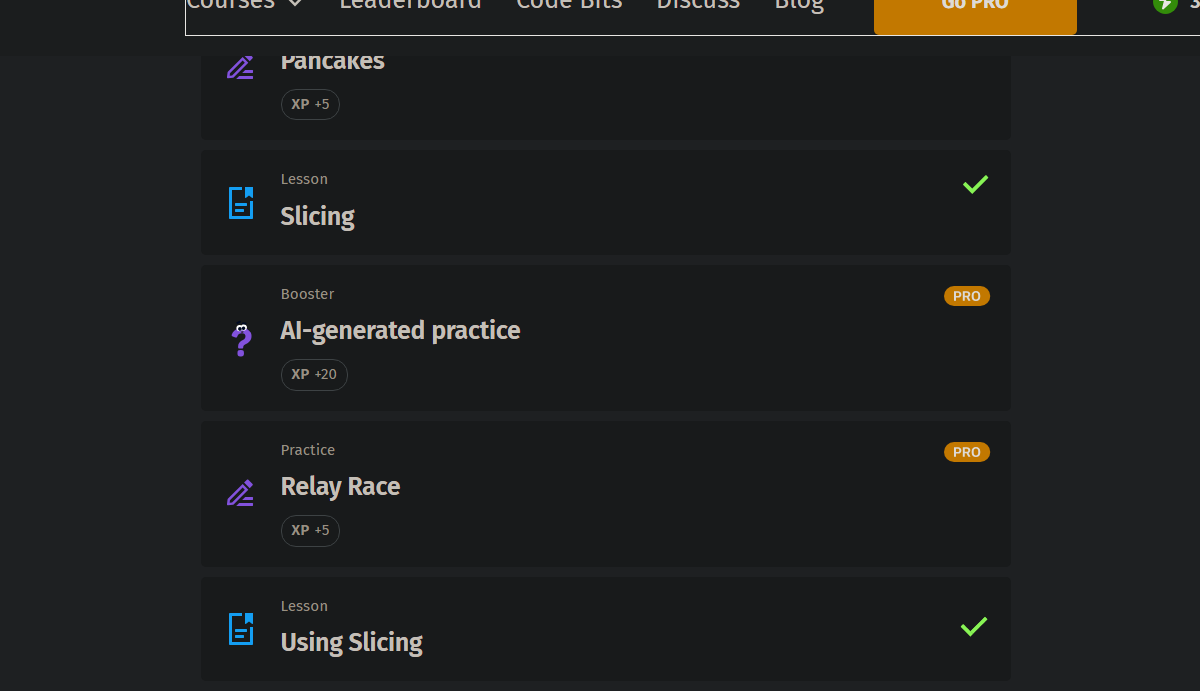 Courses
Leaderboard
Code Bits
Discuss
Blog
Go PRO
3
Pancakes
XP +5
Lesson
Slicing
Booster
PRO
AI-generated practice
XP +20
Practice
PRO
Relay Race
XP +5
Lesson
Using Slicing